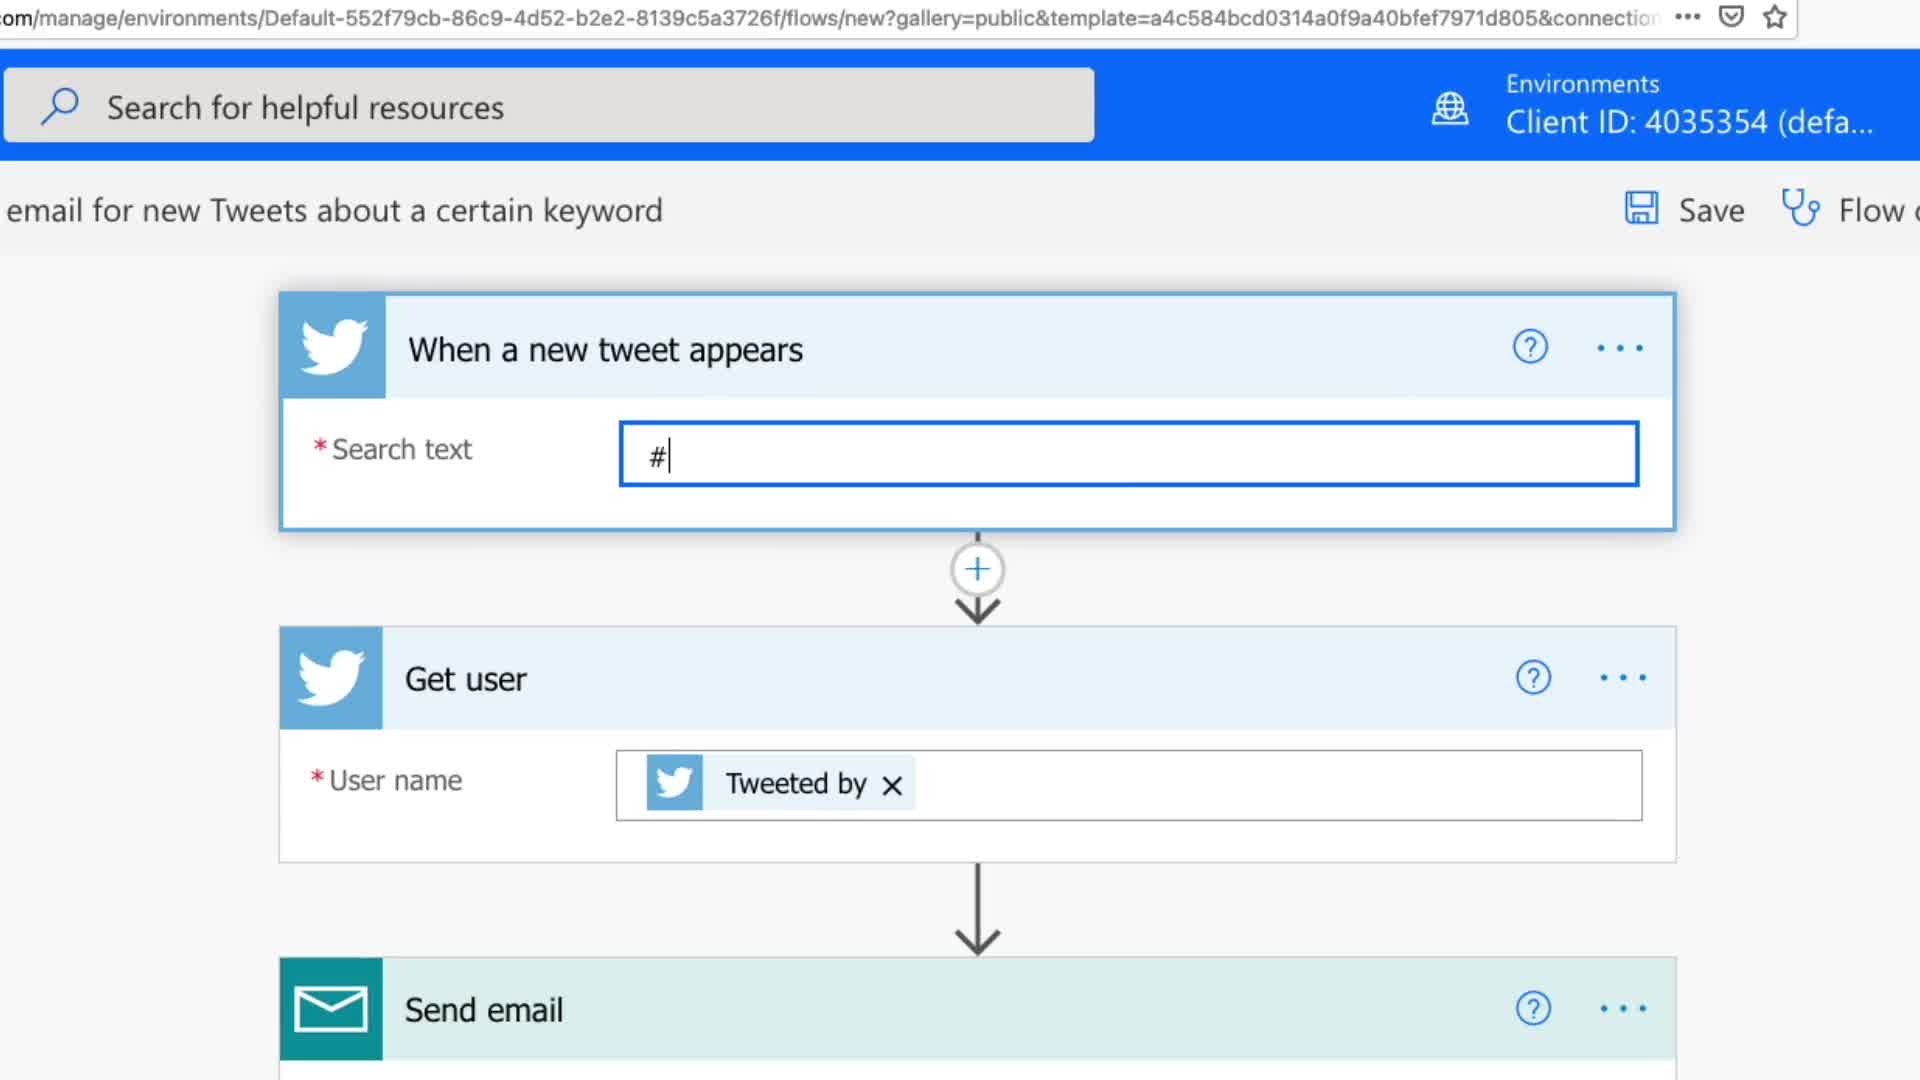 om/manage/environments/Default-552f79cb-86c9-4d52-b2e2-8139c5a3726f/flows/new?gallery=public&template=a4c584bcd0314a0f9a40bfef7971d805&connection
Search for helpful resources
Environments
Client ID: 4035354 (defa...
email for new Tweets about a certain keyword
Save
Flow
When a new tweet appears
* Search text
#
Get user
* User name
Tweeted by
Send email